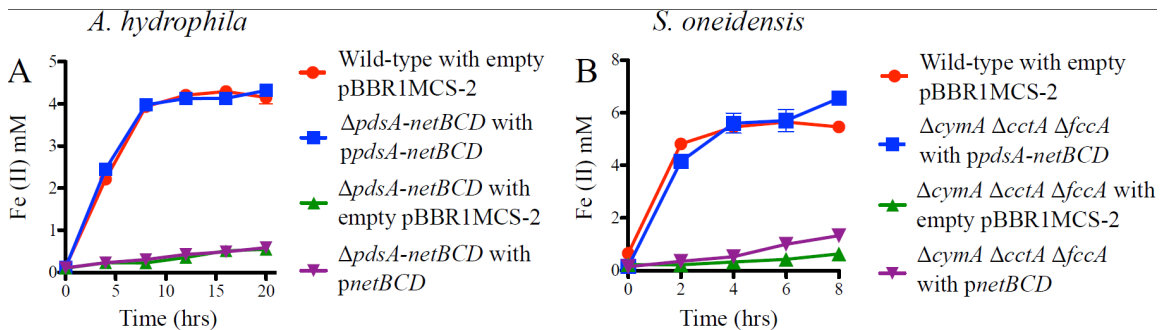 A. hydrophila
S. oneidensis
A
Fe (II) mM
5
4
3
2
1
0
0 5 10 15 20
Time (hrs)
Wild-type with empty
pBBR1MCS-2
ΔpdsA-netBCD with
ppdsA-netBCD
ΔpdsA-netBCD with
empty pBBR1MCS-2
ΔpdsA-netBCD with
pnetBCD
B
Fe (II) mM
8
6
4
2
0
0 2 4 6 8
Time (hrs)
Wild-type with empty
pBBR1MCS-2
ΔcymA ΔcctA ΔfccA
with ppdsA-netBCD
ΔcymA ΔcctA ΔfccA with
empty pBBR1MCS-2
ΔcymA ΔcctA ΔfccA
with pnetBCD